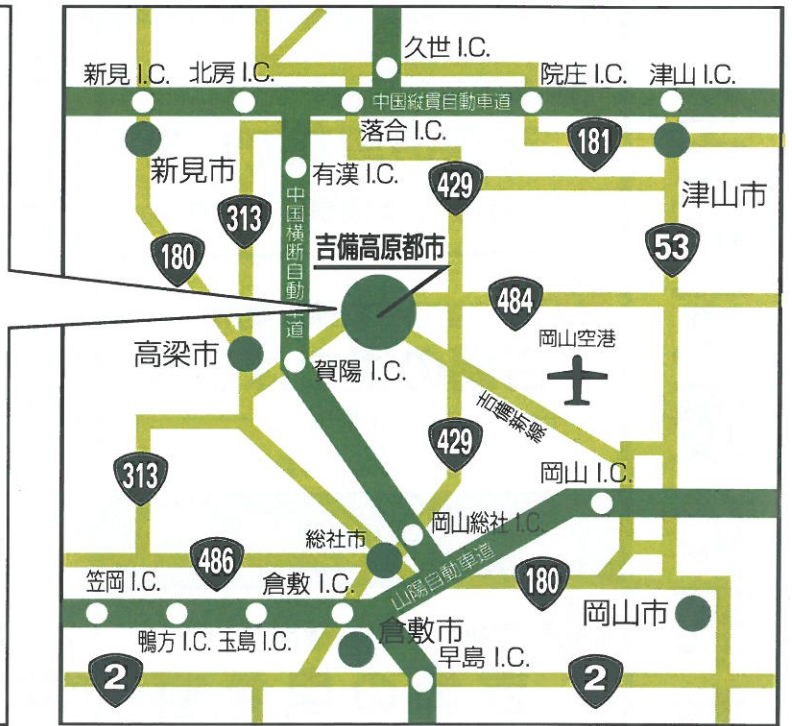 久世 I.C.
新見 I.C.
北房 I.C.
院庄 I.C.
津山 I.C.
中国縦貫自動車道
落合 I.C.
181
新見市
有漢 I.C.
429
津山市
313
中国横断自動車道
吉備高原都市
53
180
484
岡山空港
高梁市
賀陽 I.C.
吉備新線
429
313
岡山 I.C.
岡山総社 I.C.
総社市
486
山陽自動車道
180
笠岡 I.C.
倉敷 I.C.
岡山市
鴨方 I.C.
玉島 I.C.
倉敷市
早島 I.C.
2
2